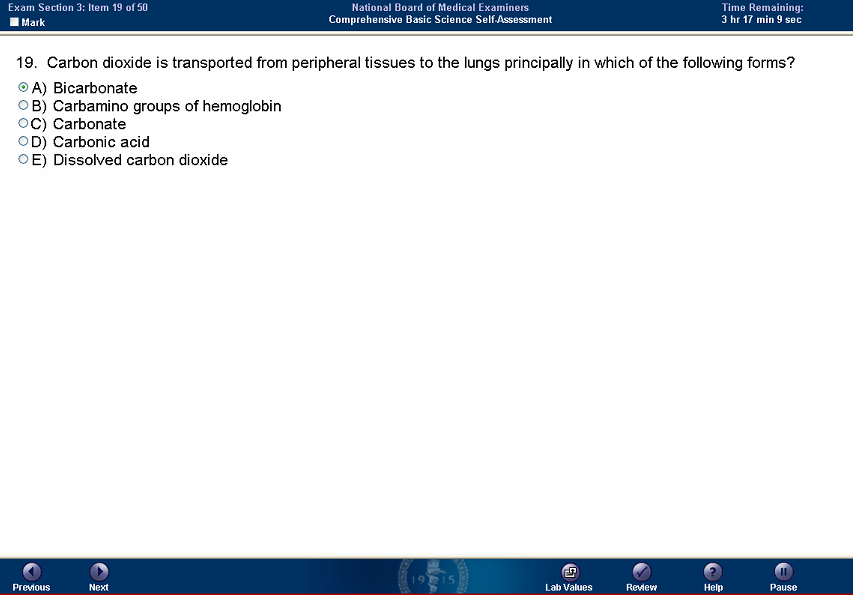 Exam Section 3: Item 19 of 50
National Board of Medical Examiners
Time Remaining:
Mark
Comprehensive Basic Science Self-Assessment
3 hr 17 min 9 sec
19. Carbon dioxide is transported from peripheral tissues to the lungs principally in which of the following forms?
A) Bicarbonate
B) Carbamino groups of hemoglobin
C) Carbonate
D) Carbonic acid
E) Dissolved carbon dioxide
1915
Previous
Next
Lab Values
Review
Help
Pause